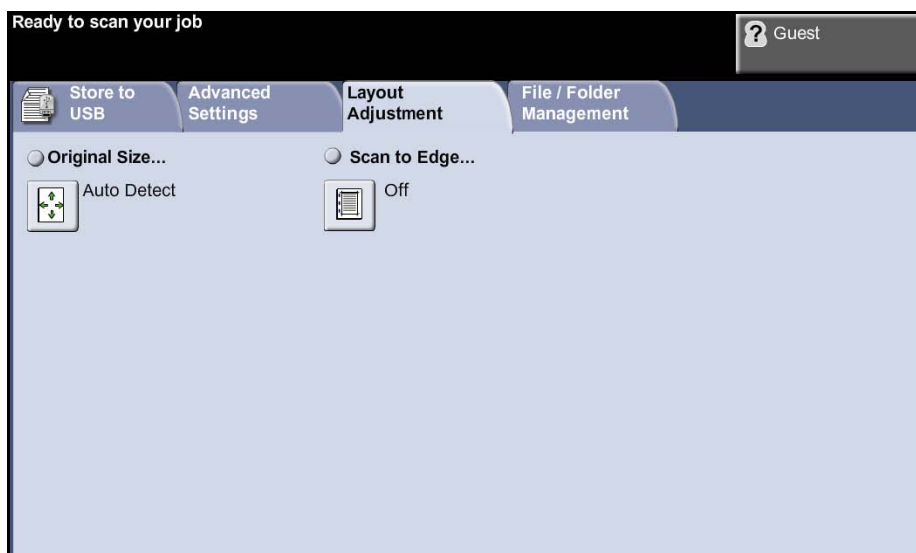 Ready to scan your job
Guest
Store to
USB
Advanced
Settings
Layout
Adjustment
File / Folder
Management
Original Size...
Auto Detect
Scan to Edge...
Off